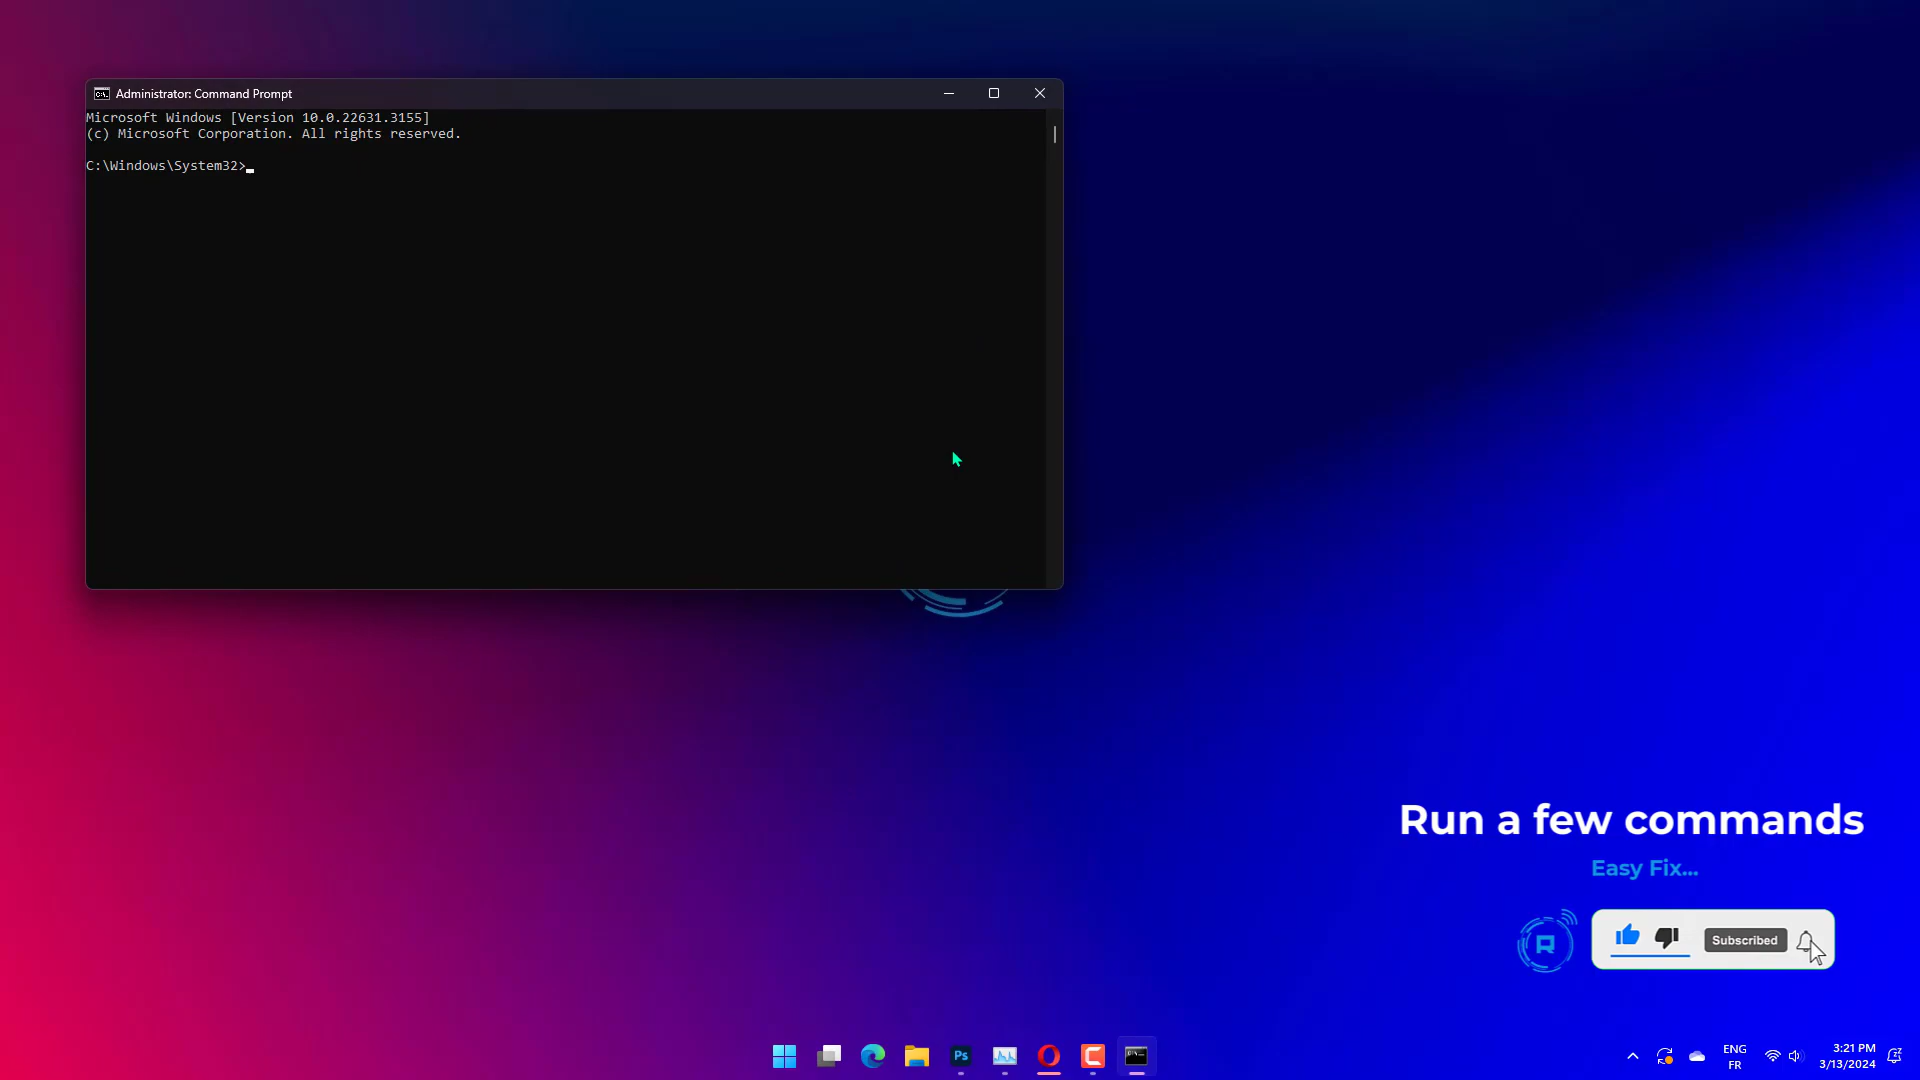 Administrator: Command Prompt
Microsoft Windows [Version 10.0.22631.3155]
(c) Microsoft Corporation. All rights reserved.
C:\Windows\System32>
Run a few commands
Easy Fix...
R
Subscribed
Ps
ENG
FR
3:21 PM
3/13/2024